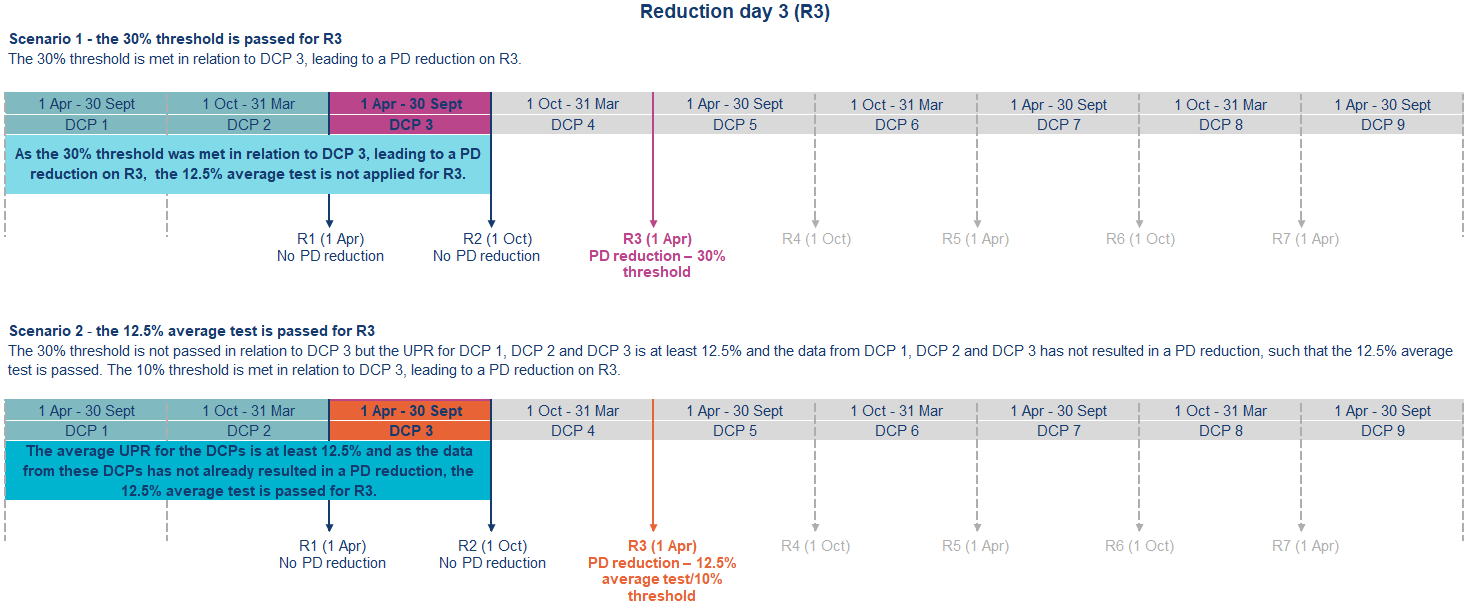 Reduction day 3 (R3)
Scenario 1 - the 30% threshold is passed for R3
The 30% threshold is met in relation to DCP 3, leading to a PD reduction on R3.
1 Apr - 30 Sept 1 Oct - 31 Mar 1 Apr - 30 Sept 1 Oct - 31 Mar 1 Apr - 30 Sept 1 Oct - 31 Mar 1 Apr - 30 Sept 1 Oct - 31 Mar 1 Apr - 30 Sept
DCP 1 DCP 2 DCP 3 DCP 4 DCP 5 DCP 6 DCP 7 DCP 8 DCP 9
As the 30% threshold was met in relation to DCP 3, leading to a PD
reduction on R3, the 12.5% average test is not applied for R3.
R1 (1 Apr) R2 (1 Oct) R3 (1 Apr) R4 (1 Oct) R5 (1 Apr) R6 (1 Oct) R7 (1 Apr)
No PD reduction No PD reduction PD reduction – 30%
threshold
Scenario 2 - the 12.5% average test is passed for R3
The 30% threshold is not passed in relation to DCP 3 but the UPR for DCP 1, DCP 2 and DCP 3 is at least 12.5% and the data from DCP 1, DCP 2 and DCP 3 has not resulted in a PD reduction, such that the 12.5% average
test is passed. The 10% threshold is met in relation to DCP 3, leading to a PD reduction on R3.
1 Apr - 30 Sept 1 Oct - 31 Mar 1 Apr - 30 Sept 1 Oct - 31 Mar 1 Apr - 30 Sept 1 Oct - 31 Mar 1 Apr - 30 Sept 1 Oct - 31 Mar 1 Apr - 30 Sept
DCP 1 DCP 2 DCP 3 DCP 4 DCP 5 DCP 6 DCP 7 DCP 8 DCP 9
The average UPR for the DCPs is at least 12.5% and as the data
from these DCPs has not already resulted in a PD reduction, the
12.5% average test is passed for R3.
R1 (1 Apr) R2 (1 Oct) R3 (1 Apr) R4 (1 Oct) R5 (1 Apr) R6 (1 Oct) R7 (1 Apr)
No PD reduction No PD reduction PD reduction – 12.5%
average test/10%
threshold